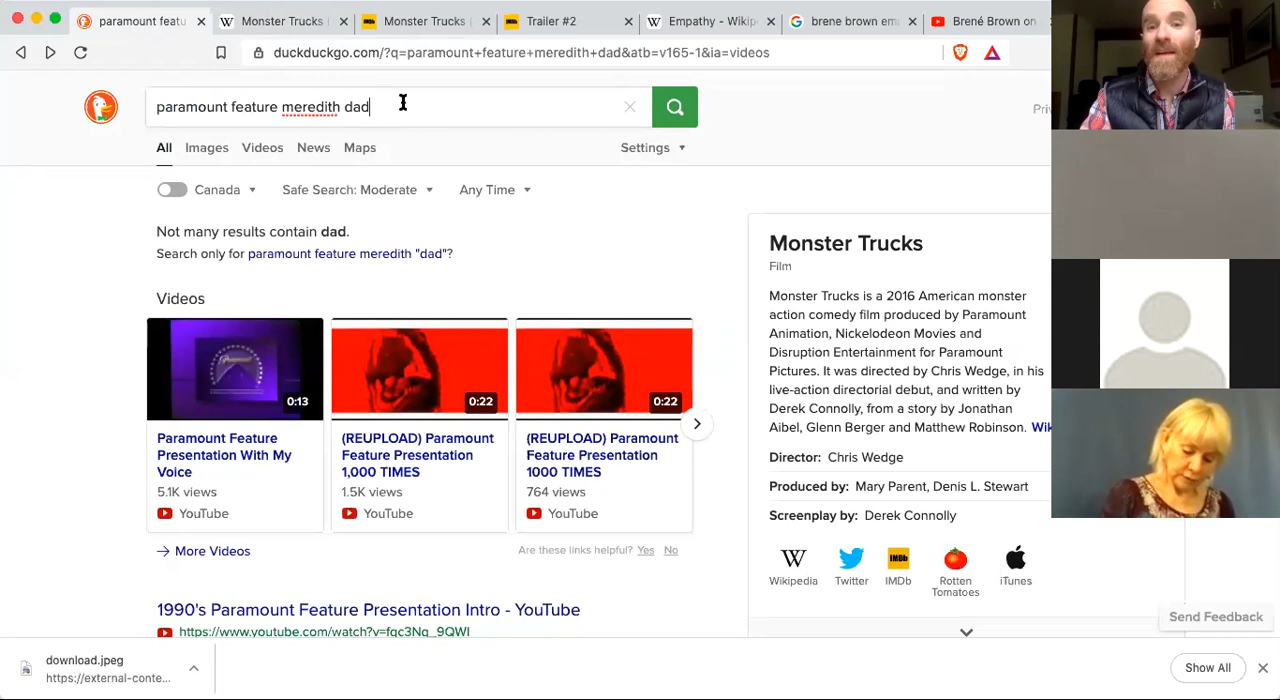 paramount featu
Monster Trucks
Monster Trucks
Trailer #2
Empathy - Wikip
brene brown em
Brené Brown on
duckduckgo.com/?q=paramount+feature+meredith+dad&atb=v165-1&ia=videos
paramount feature meredith dad
All Images Videos News Maps Settings
Canada Safe Search: Moderate Any Time
Not many results contain dad.
Search only for paramount feature meredith "dad"?
Videos
0:13
Paramount Feature
Presentation With My
Voice
5.1K views
YouTube
0:22
(REUPLOAD) Paramount
Feature Presentation
1,000 TIMES
1.5K views
YouTube
0:22
(REUPLOAD) Paramount
Feature Presentation
1000 TIMES
764 views
YouTube
More Videos
Are these links helpful? Yes No
1990's Paramount Feature Presentation Intro - YouTube
Monster Trucks
Film
Monster Trucks is a 2016 American monster
action comedy film produced by Paramount
Animation, Nickelodeon Movies and
Disruption Entertainment for Paramount
Pictures. It was directed by Chris Wedge, in his
live-action directorial debut, and written by
Derek Connolly, from a story by Jonathan
Aibel, Glenn Berger and Matthew Robinson. Wik
Director: Chris Wedge
Produced by: Mary Parent, Denis L. Stewart
Screenplay by: Derek Connolly
W IMDb
Wikipedia Twitter IMDb Rotten Tomatoes iTunes
Send Feedback
download.jpeg
https://external-conte...
Show All